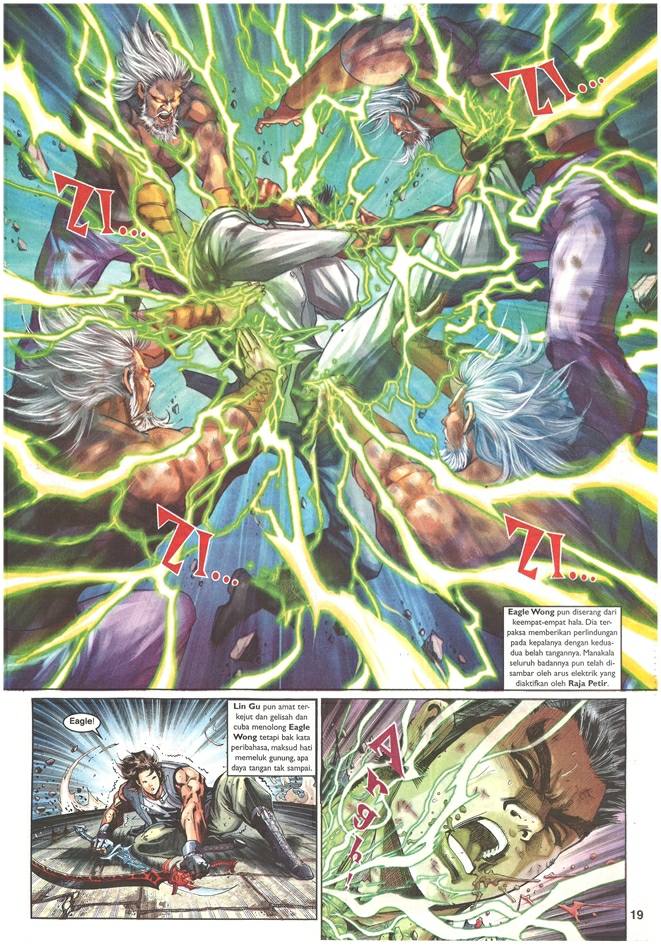 ZI...
ZI...
ZI...
ZI...
Eagle Wong pun diserang dari
keempat-empat hala. Dia ter-
paksa memberikan perlindungan
pada kepalanya dengan kedua-
dua belah tangannya. Manakala
seluruh badannya pun telah di-
sambar oleh arus elektrik yang
diaktifkan oleh Raja Petir.
Eagle!
Lin Gu pun amat ter-
kejut dan gelisah dan
cuba menolong Eagle
Wong tetapi bak kata
peribahasa, maksud hati
memeluk gunung, apa
daya tangan tak sampai.
Argh!
19